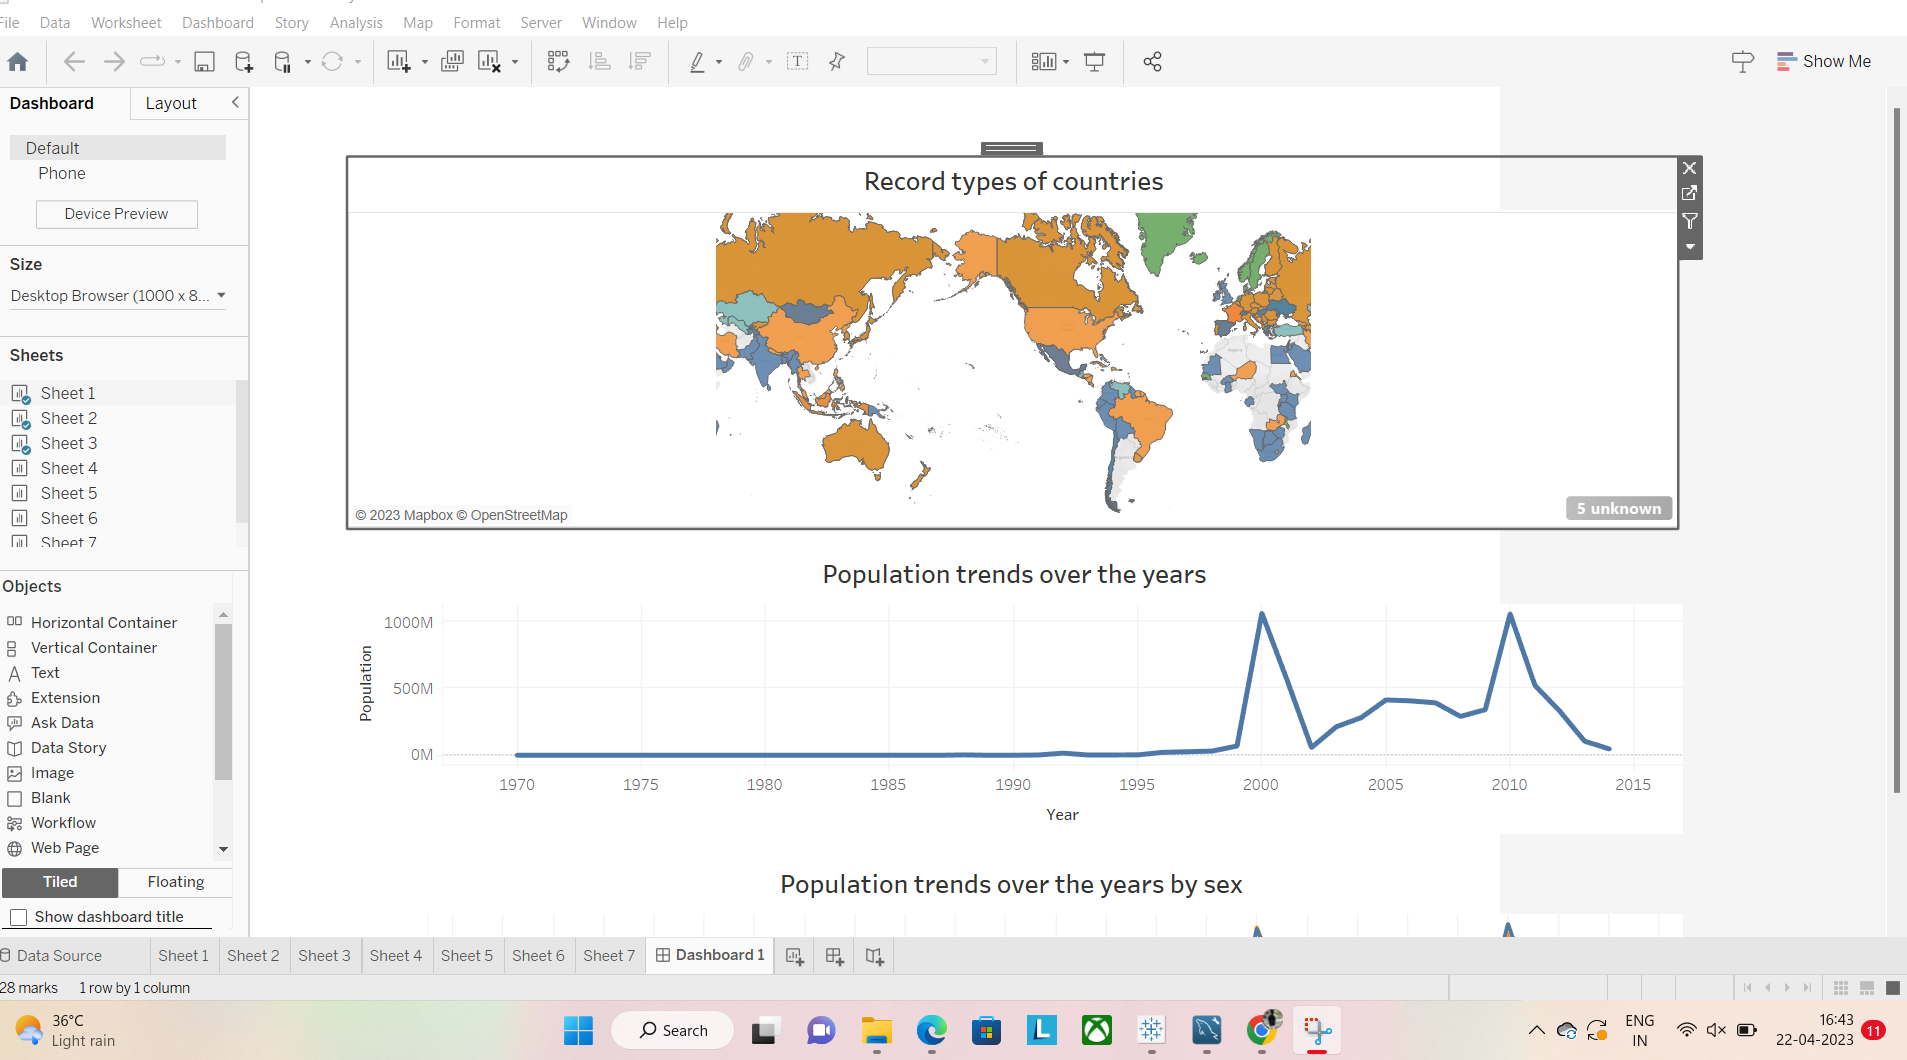 File Data Worksheet Dashboard Story Analysis Map Format Server Window Help
Show Me
Dashboard Layout
Default
Phone
Device Preview
Size
Desktop Browser (1000 x 8...
Sheets
Sheet 1
Sheet 2
Sheet 3
Sheet 4
Sheet 5
Sheet 6
Sheet 7
Objects
Horizontal Container
Vertical Container
Text
Extension
Ask Data
Data Story
Image
Blank
Workflow
Web Page
Tiled Floating
Show dashboard title
Record types of countries
© 2023 Mapbox © OpenStreetMap
5 unknown
Population trends over the years
Population
1000M
500M
0M
1970 1975 1980 1985 1990 1995 2000 2005 2010 2015
Year
Population trends over the years by sex
Data Source Sheet 1 Sheet 2 Sheet 3 Sheet 4 Sheet 5 Sheet 6 Sheet 7 Dashboard 1
28 marks 1 row by 1 column
36°C
Light rain
Search
ENG
IN
16:43
22-04-2023
11